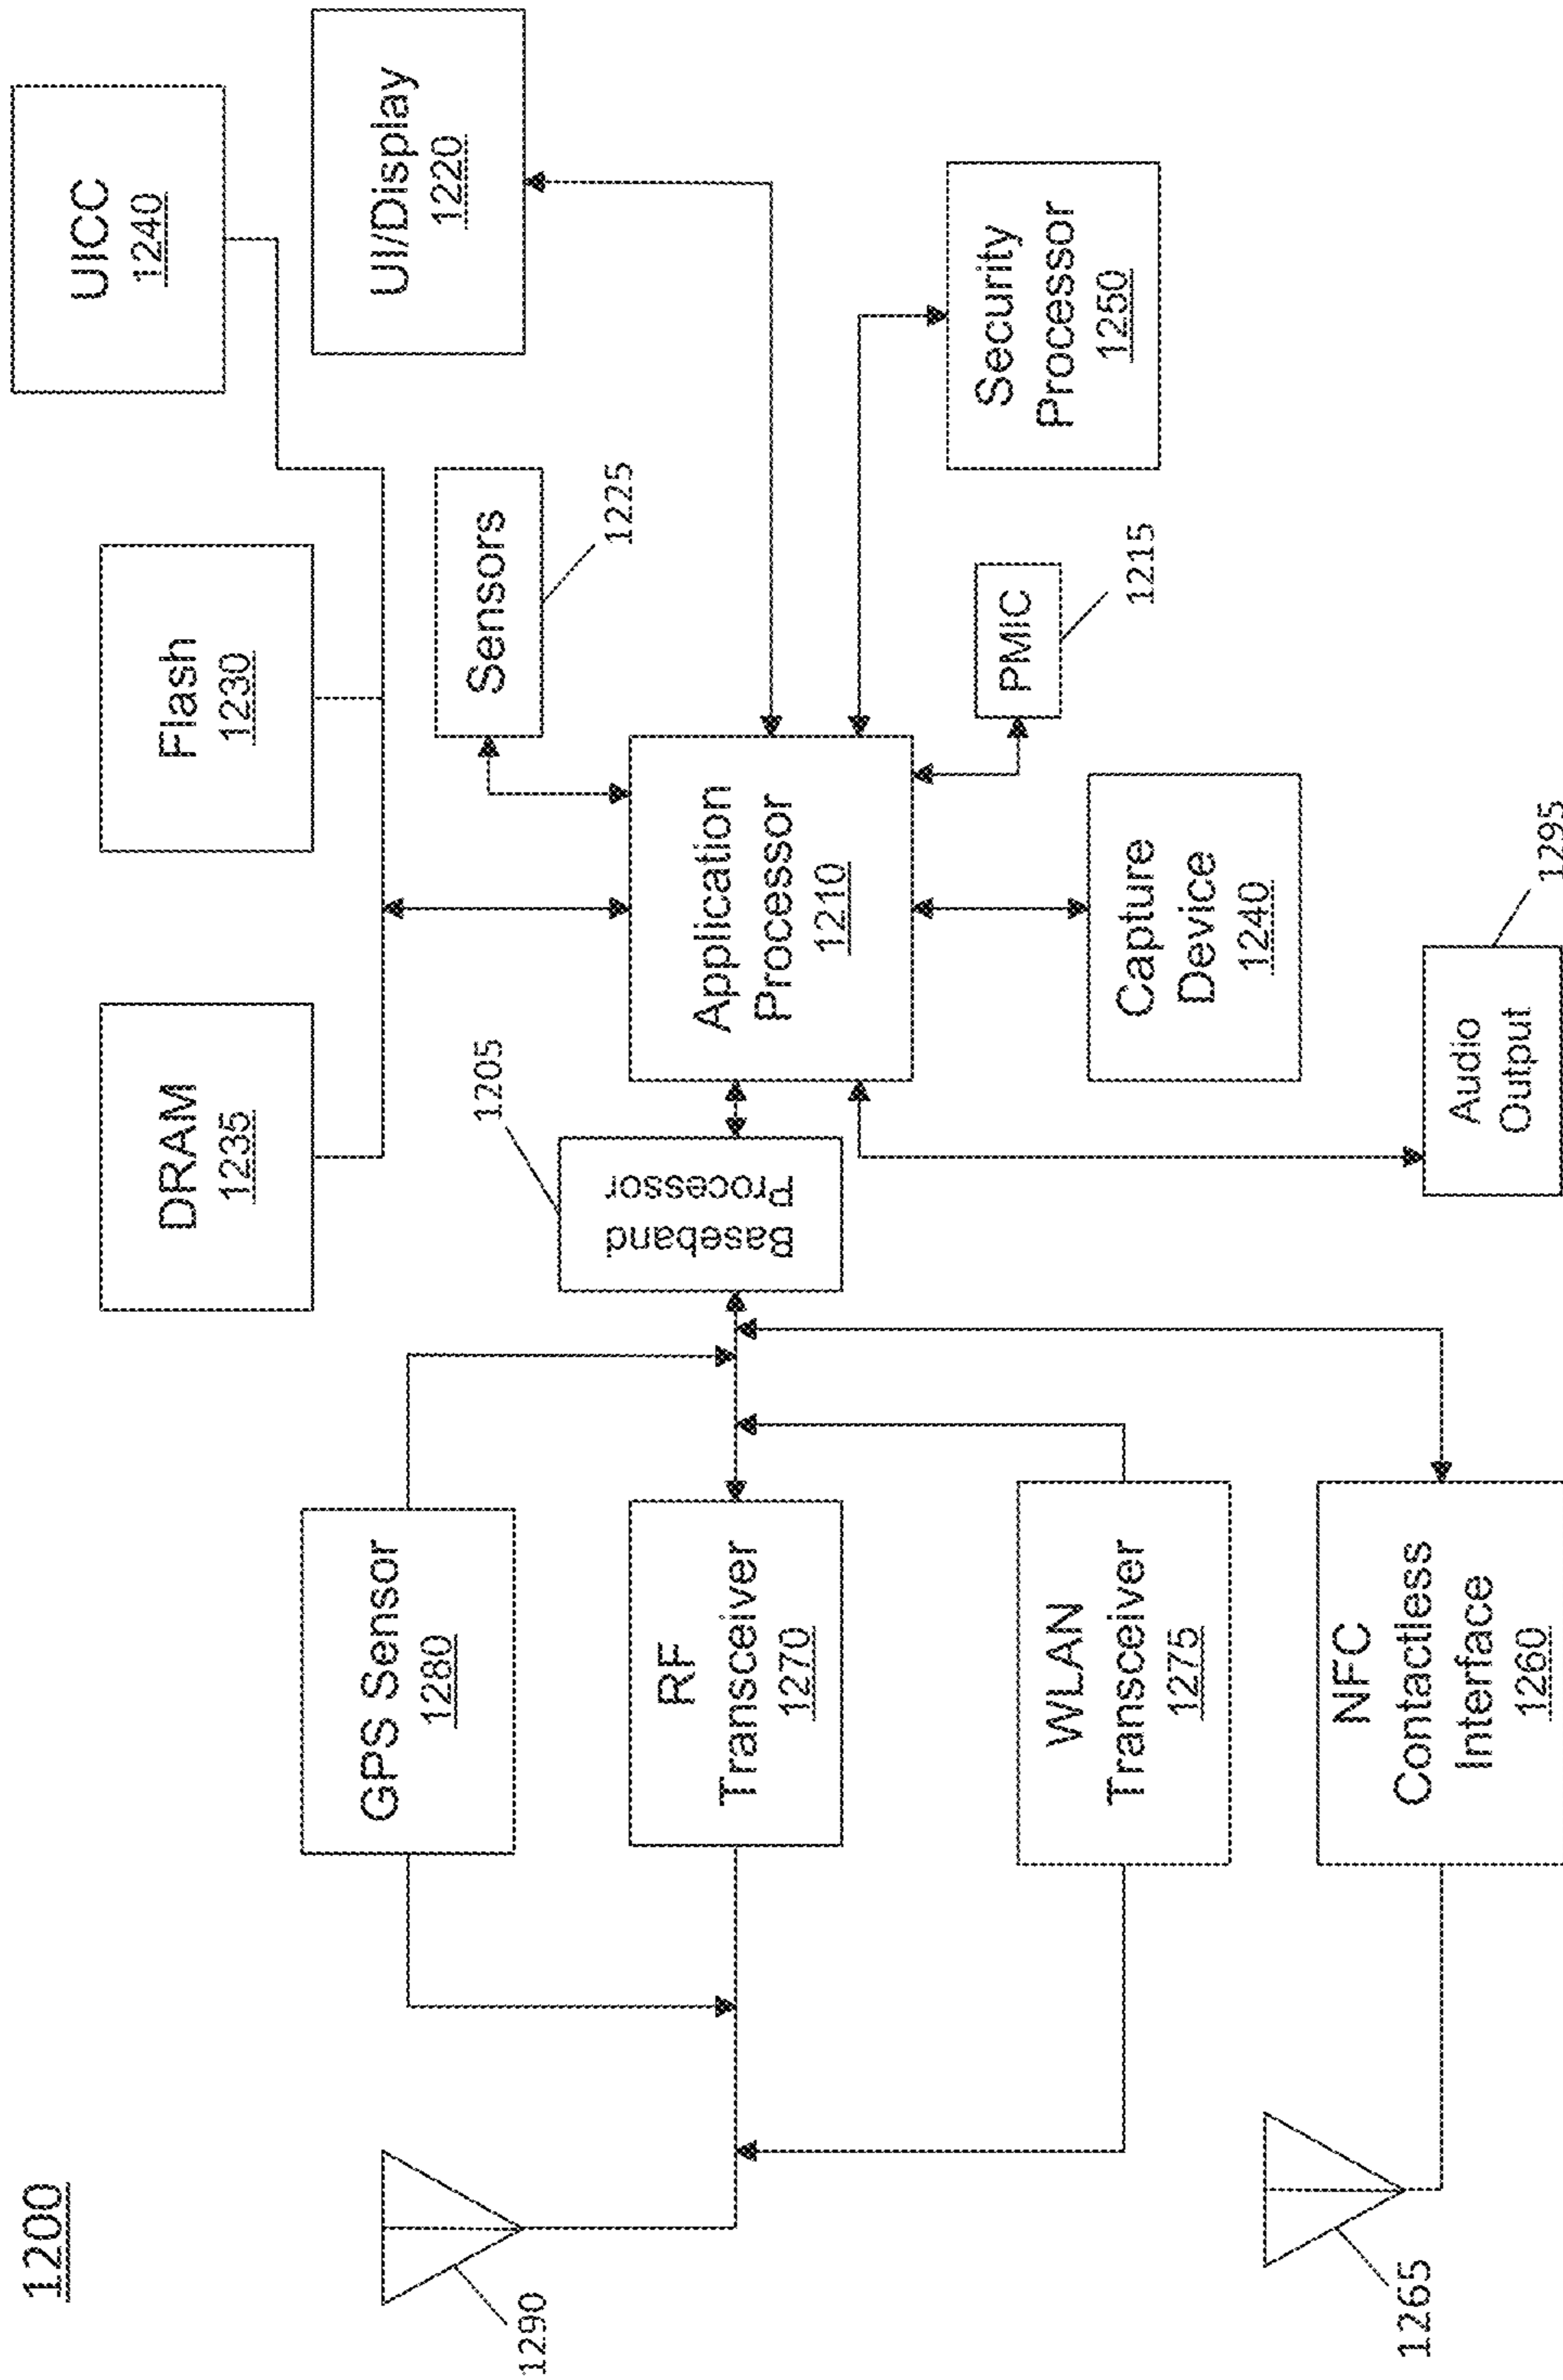 1200
UICC
1240
DRAM
1235
Flash
1230
UI/Display
1220
GPS Sensor
1280
Sensors
1225
1290
1205
RF
Transceiver
1270
Baseband
Processor
Application
Processor
1210
Security
Processor
1250
PMIC
1215
WLAN
Transceiver
1275
Capture
Device
1240
NFC
Contactless
Interface
1260
1265
Audio
Output
1295